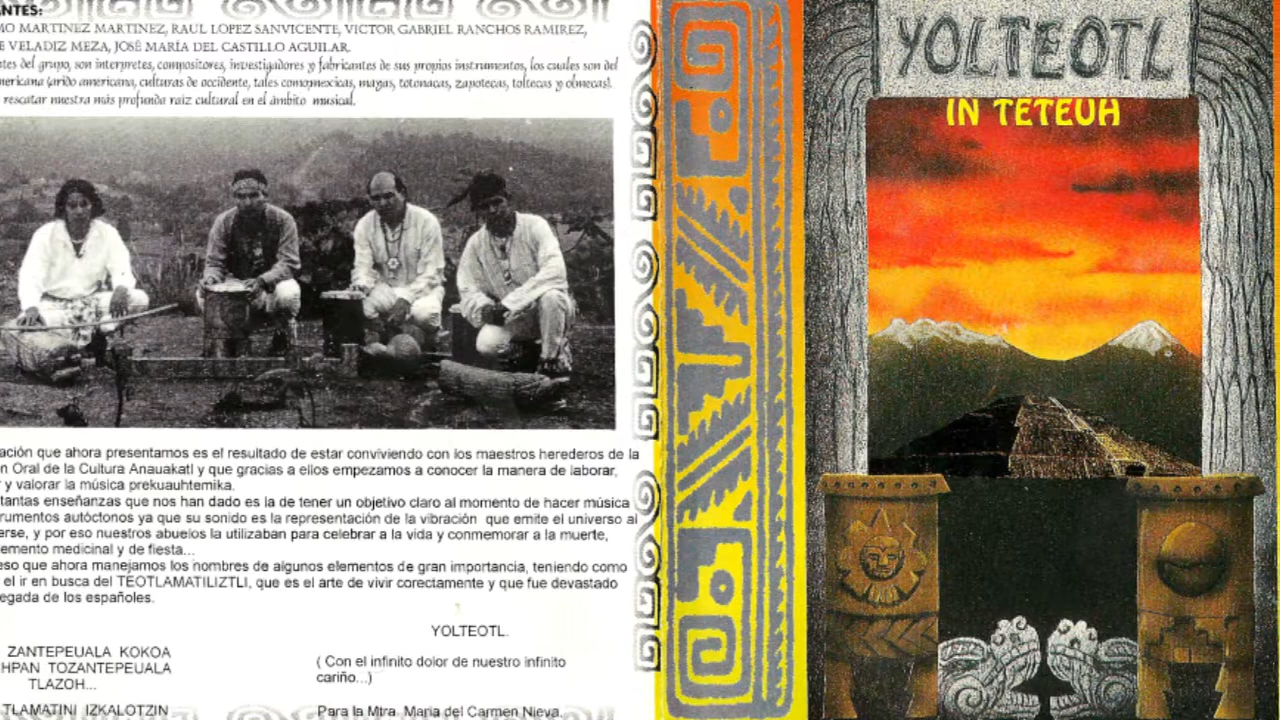 NTES:
MO MARTINEZ MARTINEZ, RAUL LOPEZ SANVICENTE, VICTOR GABRIEL RANCHOS RAMIREZ,
E VELADIZ MEZA, JOSÉ MARÍA DEL CASTILLO AGUILAR.
tes del grupo, son interpretes, compositores, investigadores y fabricantes de sus propios instrumentos, los cuales son del
mericana (arido americana, culturas de occidente, tales comomexicas, mayas, totonacas, zapotecas, toltecas y olmecas).
rescatar nuestra más profunda raiz cultural en el ámbito musical.
ación que ahora presentamos es el resultado de estar conviviendo con los maestros herederos de la
n Oral de la Cultura Anauakatl y que gracias a ellos empezamos a conocer la manera de laborar,
r y valorar la música prekuauhtemika.
tantas enseñanzas que nos han dado es la de tener un objetivo claro al momento de hacer música
rumentos autóctonos ya que su sonido es la representación de la vibración que emite el universo al
erse, y por eso nuestros abuelos la utilizaban para celebrar a la vida y conmemorar a la muerte,
emento medicinal y de fiesta...
eso que ahora manejamos los nombres de algunos elementos de gran importancia, teniendo como
el ir en busca del TEOTLAMATILIZTLI, que es el arte de vivir corectamente y que fue devastado
egada de los españoles.
YOLTEOTL.
ZANTEPEUALA KOKOA
HPAN TOZANTEPEUALA
TLAZOH...
( Con el infinito dolor de nuestro infinito
cariño...)
TLAMATINI IZKALOTZIN
Para la Mtra. Maria del Carmen Nieva.
YOLTEOTL
IN TETEUH